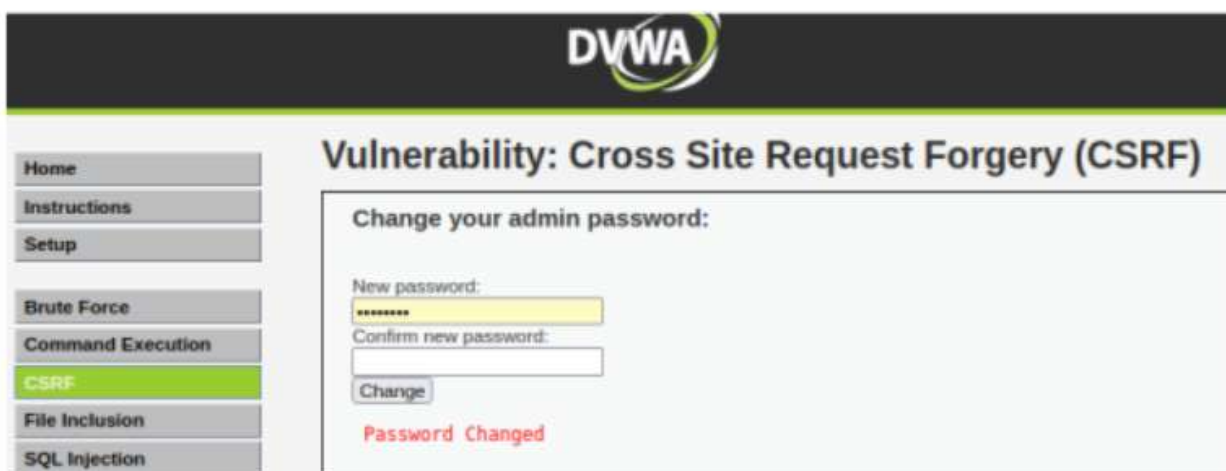 DVWA
Vulnerability: Cross Site Request Forgery (CSRF)
Home
Instructions
Setup
Brute Force
Command Execution
CSRF
File Inclusion
SQL Injection
Change your admin password:
New password:
••••••••
Confirm new password:
Change
Password Changed